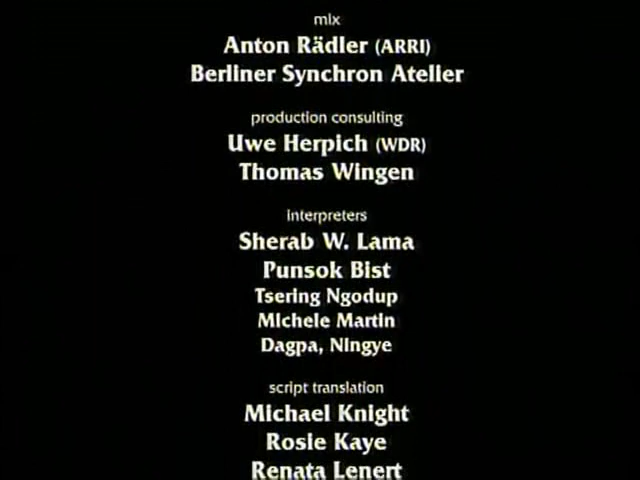 mix
Anton Rädler (ARRI)
Berliner Synchron Atelier
production consulting
Uwe Herpich (WDR)
Thomas Wingen
interpreters
Sherab W. Lama
Punsok Bist
Tsering Ngodup
Michele Martin
Dagpa, Ningye
script translation
Michael Knight
Rosie Kaye
Renata Lenert